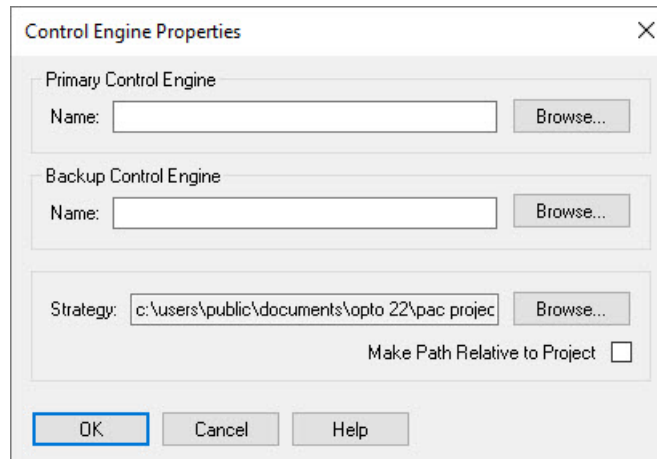 Control Engine Properties
Primary Control Engine
Name:
Browse...
Backup Control Engine
Name:
Browse...
Strategy: c:\users\public\documents\opto 22\pac projec
Browse...
Make Path Relative to Project
OK
Cancel
Help